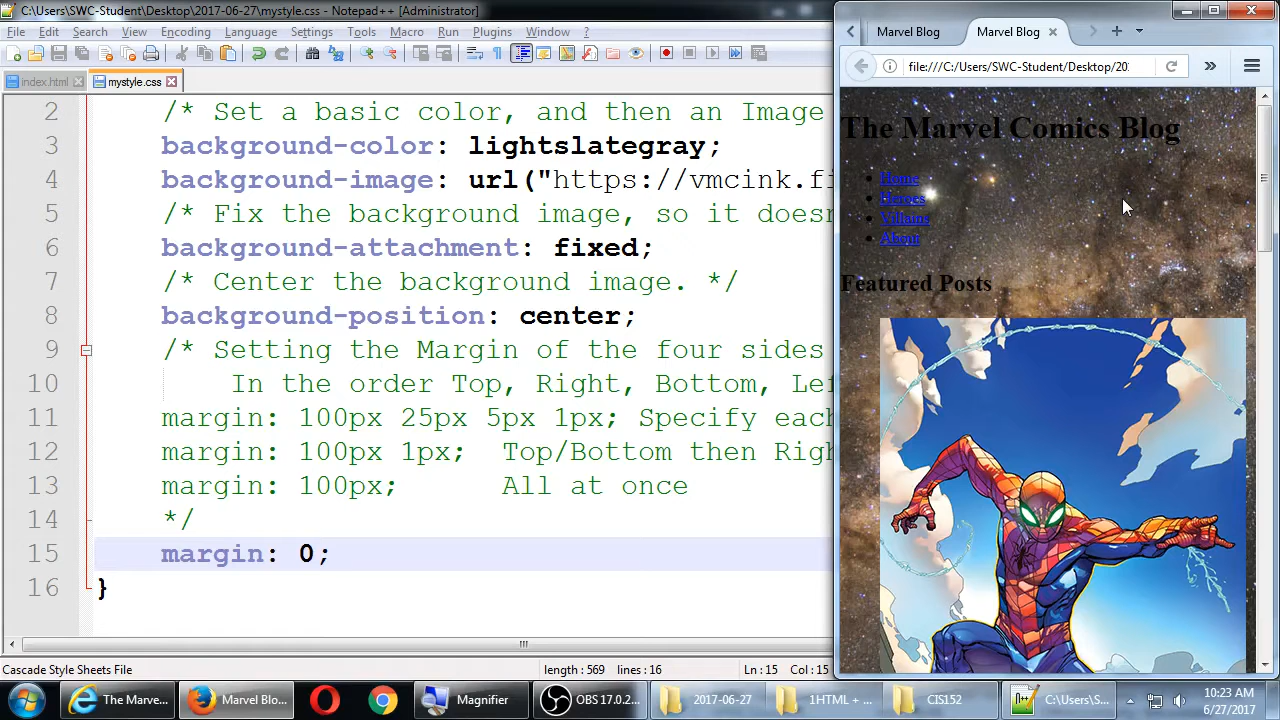 C:\Users\SWC-Student\Desktop\2017-06-27\mystyle.css - Notepad++ [Administrator]
File Edit Search View Encoding Language Settings Tools Macro Run Plugins Window ?
index.html mystyle.css
2 /* Set a basic color, and then an Image
3 background-color: lightslategray;
4 background-image: url("https://vmcink.fi
5 /* Fix the background image, so it doesn
6 background-attachment: fixed;
7 /* Center the background image. */
8 background-position: center;
9 /* Setting the Margin of the four sides
10 In the order Top, Right, Bottom, Lef
11 margin: 100px 25px 5px 1px; Specify each
12 margin: 100px 1px; Top/Bottom then Righ
13 margin: 100px; All at once
14 */
15 margin: 0;
16 }
Cascade Style Sheets File length : 569 lines : 16 Ln : 15 Col : 15
Marvel Blog Marvel Blog
file:///C:/Users/SWC-Student/Desktop/20
The Marvel Comics Blog
Home
Heroes
Villains
About
Featured Posts
The Marve... Marvel Blo... Magnifier OBS 17.0.2... 2017-06-27 1HTML + ... CIS152 C:\Users\S...
10:23 AM
6/27/2017